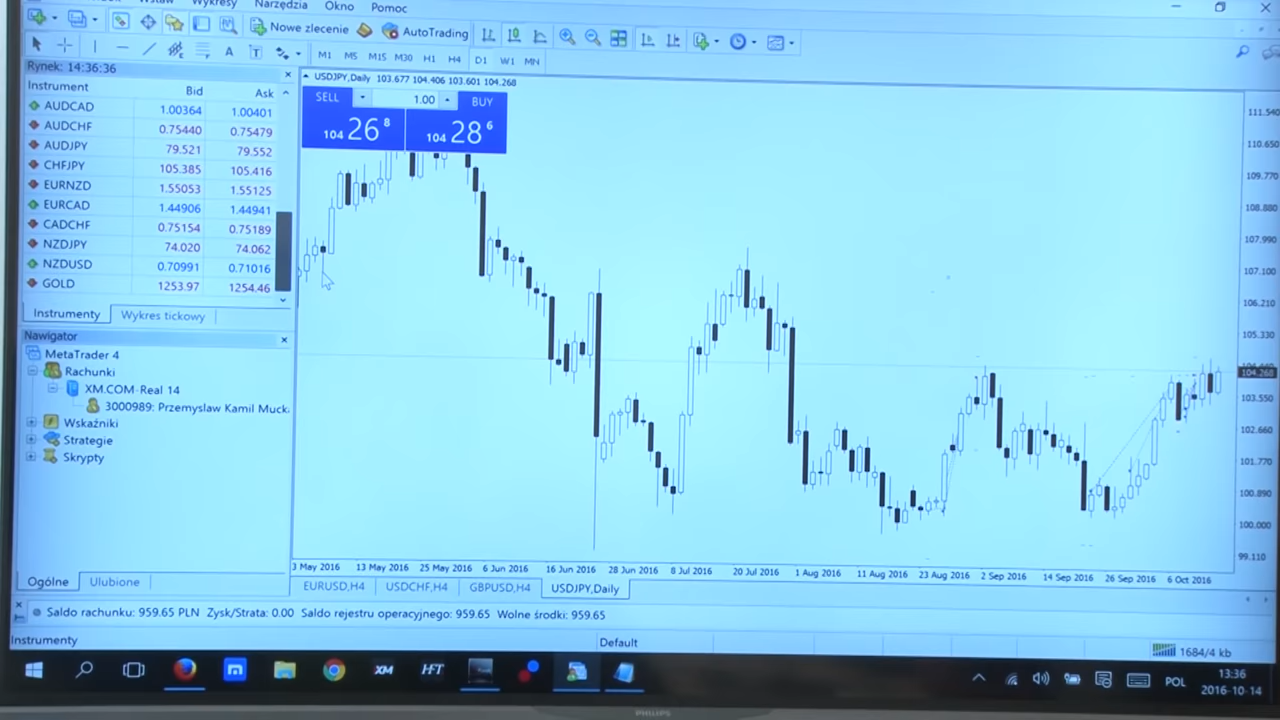 Wstaw Wykresy Narzędzia Okno Pomoc
Nowe zlecenie AutoTrading
A T M1 M5 M15 M30 H1 H4 D1 W1 MN
Rynek: 14:36:36
Instrument Bid Ask
AUDCAD 1.00364 1.00401
AUDCHF 0.75440 0.75479
AUDJPY 79.521 79.552
CHFJPY 105.385 105.416
EURNZD 1.55053 1.55125
EURCAD 1.44906 1.44941
CADCHF 0.75154 0.75189
NZDJPY 74.020 74.062
NZDUSD 0.70991 0.71016
GOLD 1253.97 1254.46
Instrumenty Wykres tickowy
Nawigator
MetaTrader 4
Rachunki
XM.COM-Real 14
3000989: Przemyslaw Kamil Muck
Wskaźniki
Strategie
Skrypty
Ogólne Ulubione
USDJPY,Daily 103.677 104.406 103.601 104.268
SELL 1.00 BUY
104 26 8 104 28 6
111.540
110.650
109.770
108.880
107.990
107.100
106.210
105.330
104.268
103.550
102.660
101.770
100.890
100.000
99.110
3 May 2016 13 May 2016 25 May 2016 6 Jun 2016 16 Jun 2016 28 Jun 2016 8 Jul 2016 20 Jul 2016 1 Aug 2016 11 Aug 2016 23 Aug 2016 2 Sep 2016 14 Sep 2016 26 Sep 2016 6 Oct 2016
EURUSD,H4 USDCHF,H4 GBPUSD,H4 USDJPY,Daily
Saldo rachunku: 959.65 PLN Zysk/Strata: 0.00 Saldo rejestru operacyjnego: 959.65 Wolne środki: 959.65
Instrumenty Default 1684/4 kb
XM HFT POL 13:36
2016-10-14
PHILIPS